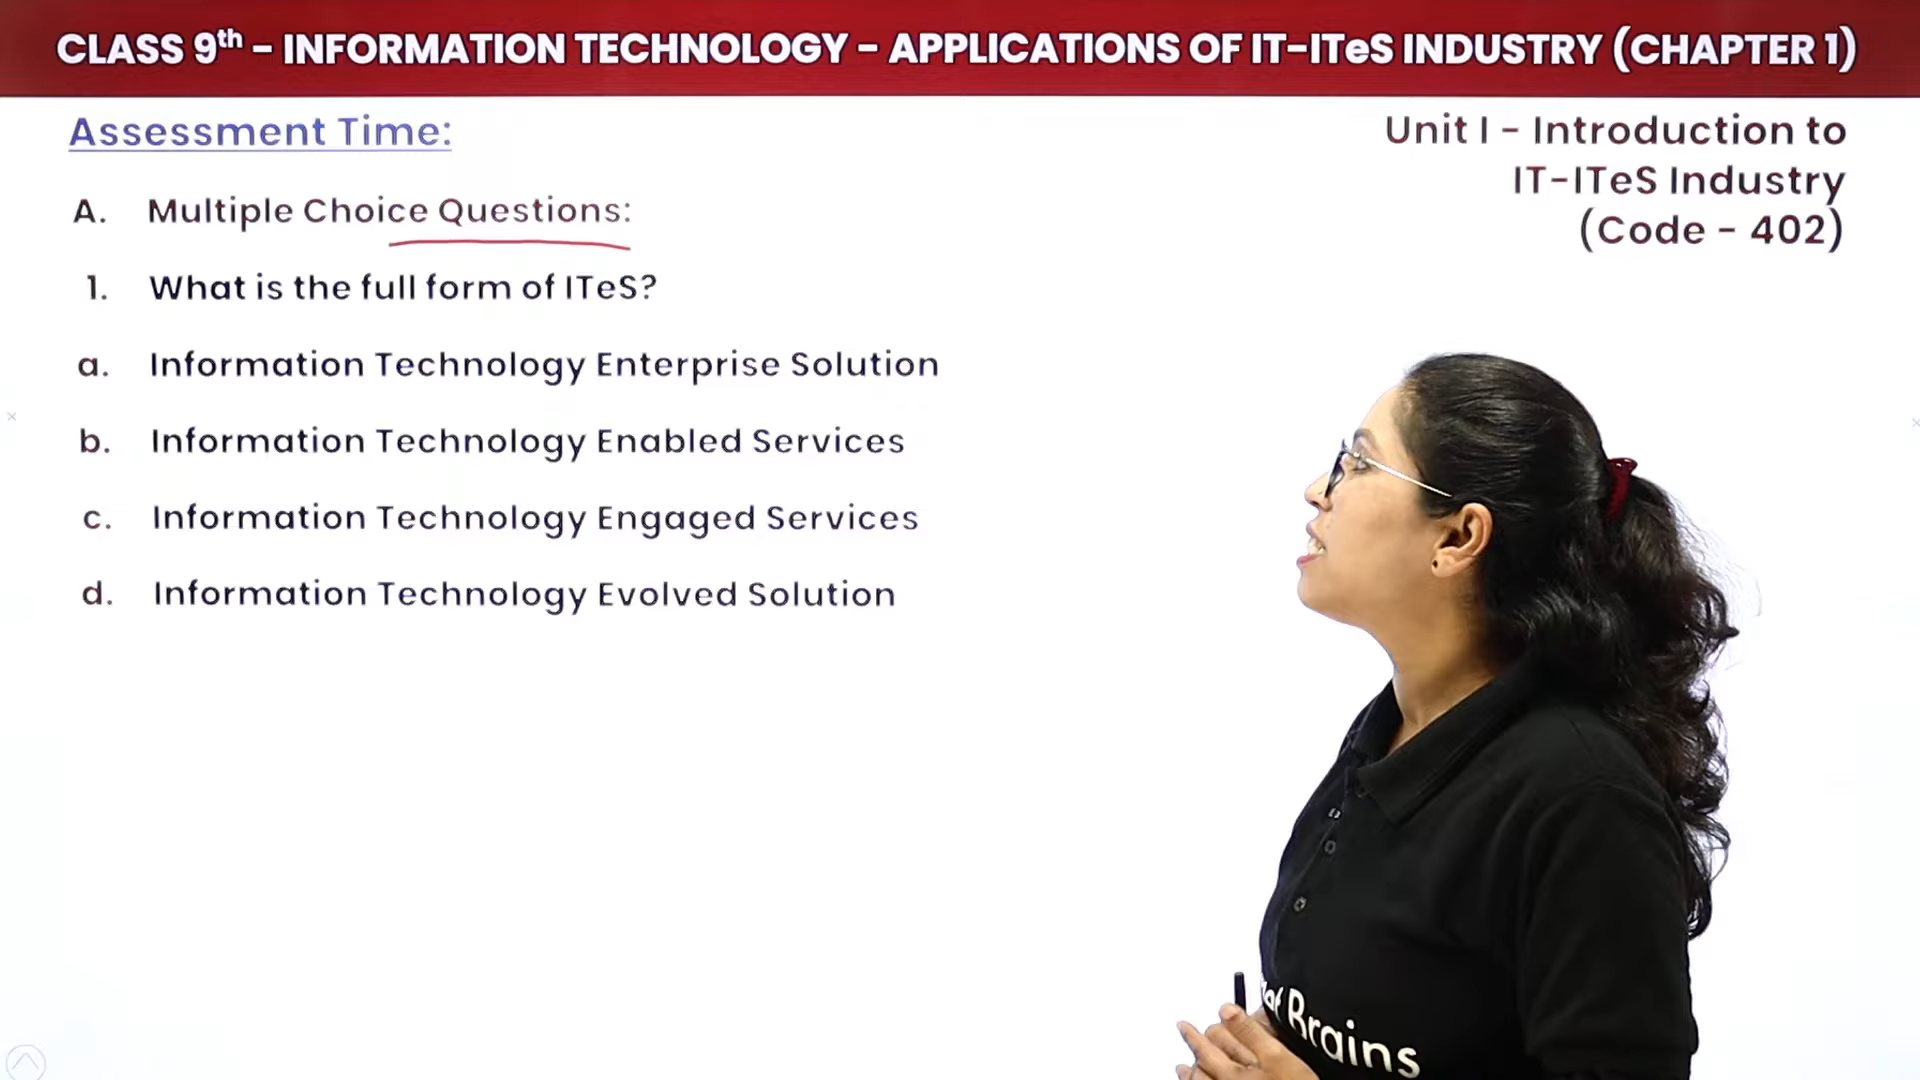 CLASS 9th – INFORMATION TECHNOLOGY – APPLICATIONS OF IT-ITeS INDUSTRY (CHAPTER 1)
Assessment Time:
Unit I – Introduction to
IT-ITeS Industry
(Code – 402)
A. Multiple Choice Questions:
1. What is the full form of ITeS?
a. Information Technology Enterprise Solution
b. Information Technology Enabled Services
c. Information Technology Engaged Services
d. Information Technology Evolved Solution
Brains